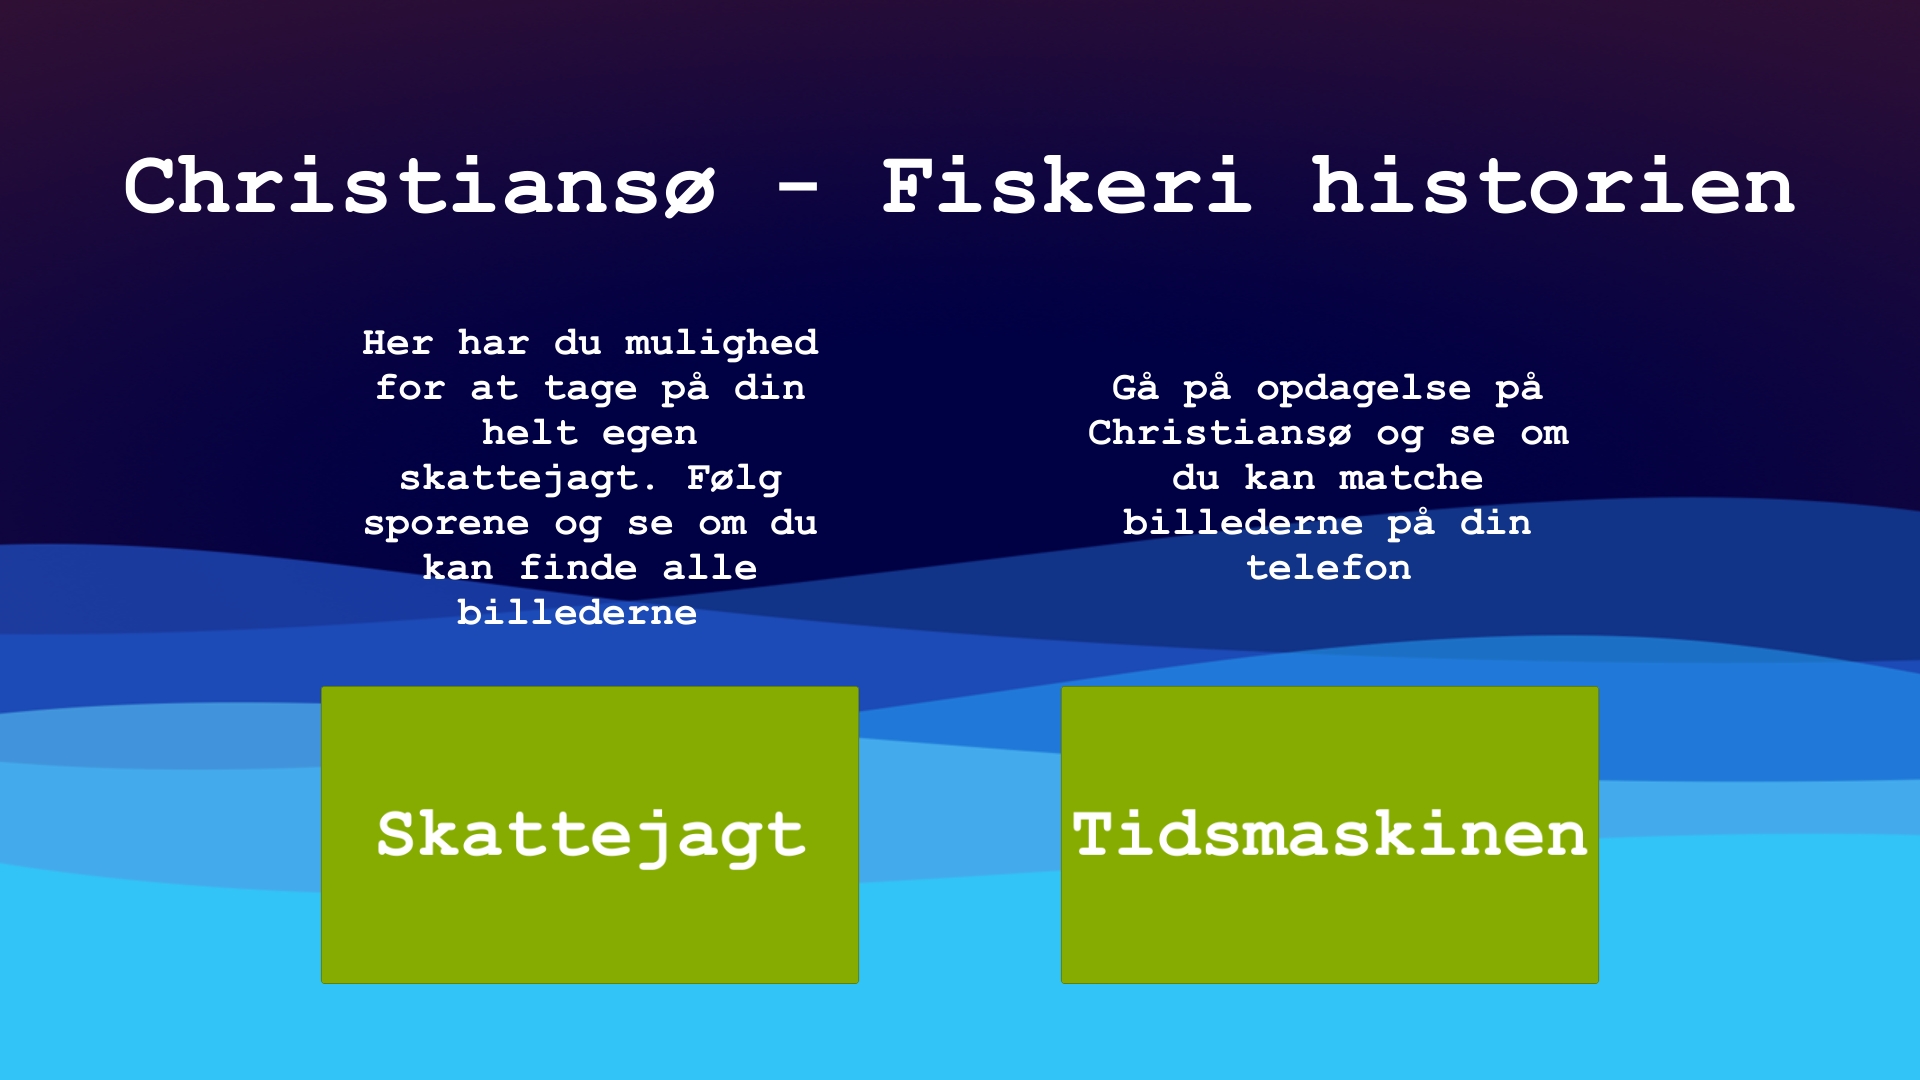 Christiansø - Fiskeri historien
Her har du mulighed
for at tage på din
helt egen
skattejagt. Følg
sporene og se om du
kan finde alle
billederne
Gå på opdagelse på
Christiansø og se om
du kan matche
billederne på din
telefon
Skattejagt
Tidsmaskinen